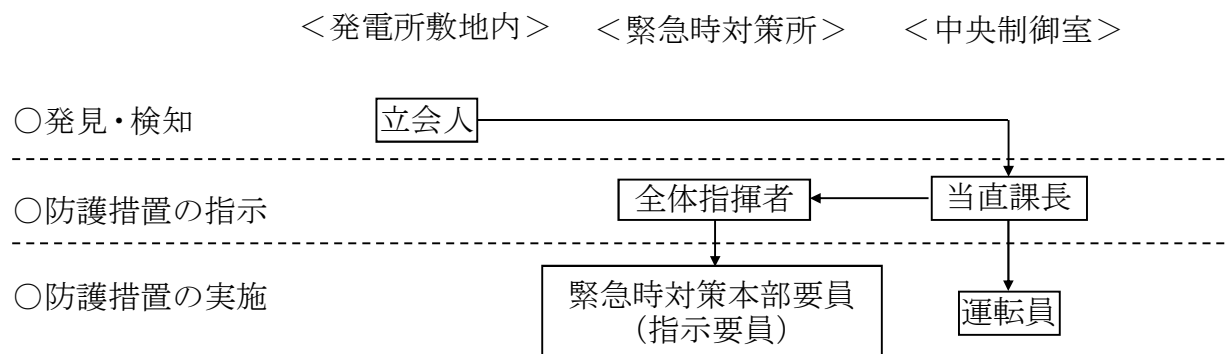 ＜発電所敷地内＞ ＜緊急時対策所＞ ＜中央制御室＞
○発見・検知 立会人
○防護措置の指示 全体指揮者 当直課長
○防護措置の実施 緊急時対策本部要員
（指示要員） 運転員